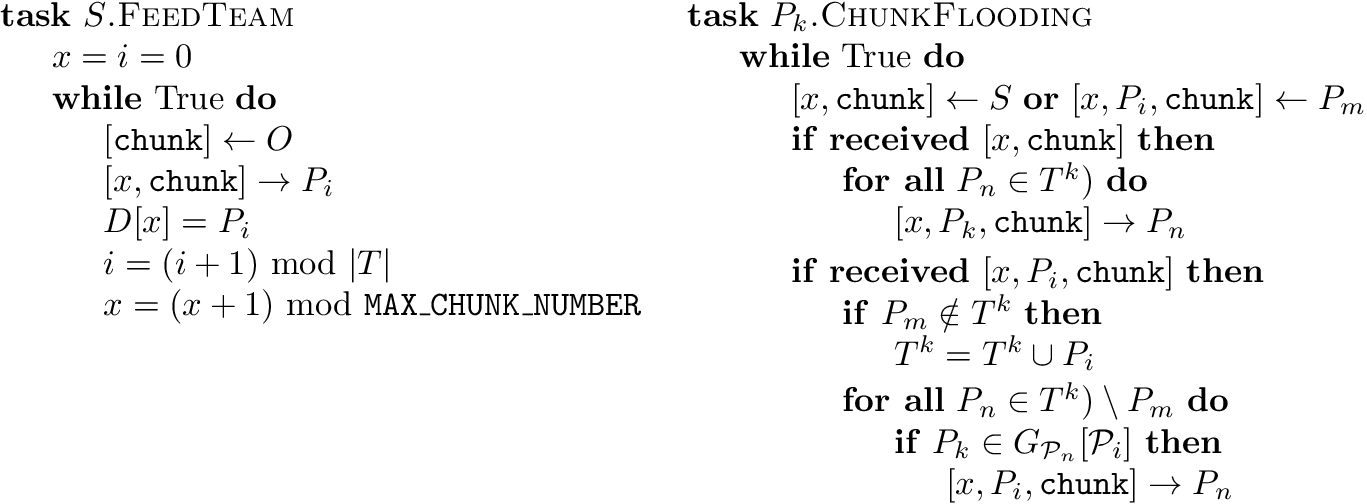 task S.FEEDTEAM
x = i = 0
while True do
[chunk] ← O
[x, chunk] → P_i
D[x] = P_i
i = (i + 1) mod |T|
x = (x + 1) mod MAX_CHUNK_NUMBER
task P_k.CHUNKFLOODING
while True do
[x, chunk] ← S or [x, P_i, chunk] ← P_m
if received [x, chunk] then
for all P_n ∈ T^k) do
[x, P_k, chunk] → P_n
if received [x, P_i, chunk] then
if P_m ∉ T^k then
T^k = T^k ∪ P_i
for all P_n ∈ T^k) \ P_m do
if P_k ∈ G_{𝒫_n}[𝒫_i] then
[x, P_i, chunk] → P_n